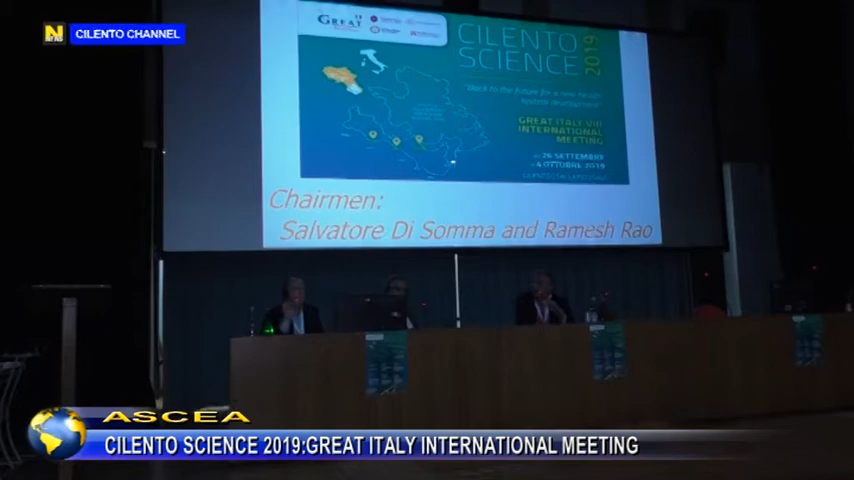 CILENTO CHANNEL
GREAT
CILENTO
SCIENCE 2019
"Back to the future for a new health
system development"
GREAT ITALY VIII
INTERNATIONAL
MEETING
26 SETTEMBRE
4 OTTOBRE 2019
Chairmen:
Salvatore Di Somma and Ramesh Rao
ASCEA
CILENTO SCIENCE 2019:GREAT ITALY INTERNATIONAL MEETING